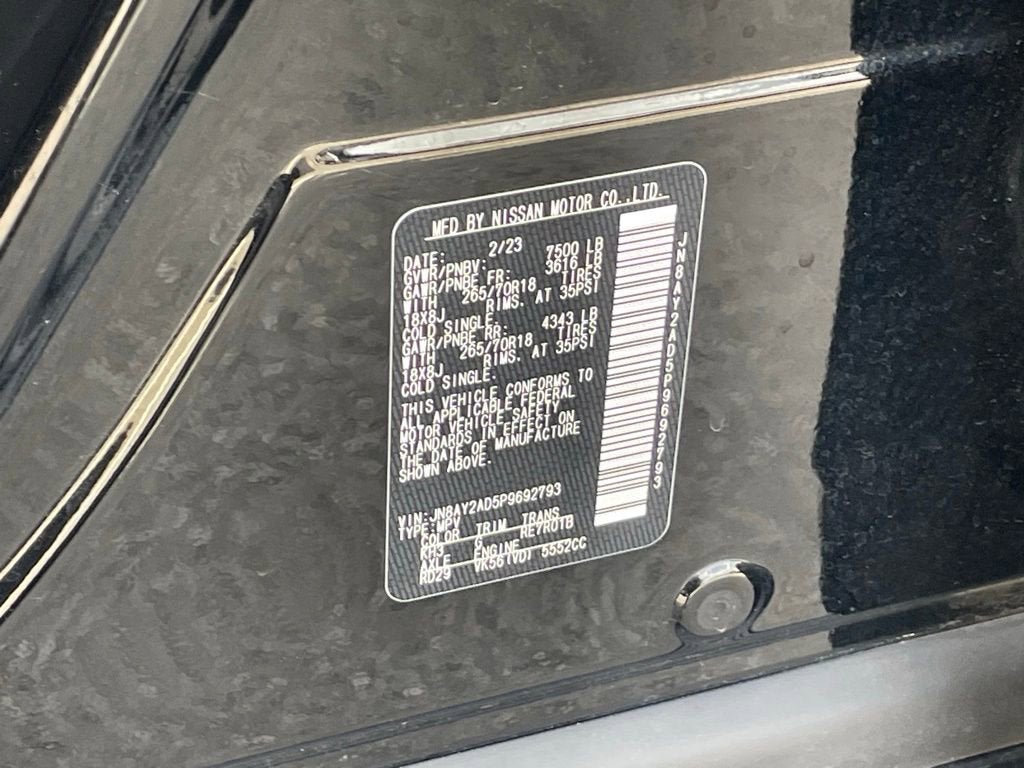 MFD BY NISSAN MOTOR CO.,LTD.
DATE: 2/23
GVWR/PNBV: 7500 LB
GAWR/PNBE FR: 3616 LB
WITH 265/70R18 TIRES
18X8J RIMS. AT 35PSI
COLD SINGLE.
GAWR/PNBE RR: 4343 LB
WITH 265/70R18 TIRES
18X8J RIMS. AT 35PSI
COLD SINGLE.
THIS VEHICLE CONFORMS TO
ALL APPLICABLE FEDERAL
MOTOR VEHICLE SAFETY
STANDARDS IN EFFECT ON
THE DATE OF MANUFACTURE
SHOWN ABOVE.
VIN:JN8AY2AD5P9692793
TYPE:MPV
COLOR TRIM TRANS
KH3 G RE7R01B
AXLE ENGINE
RD29 VK56(VD) 5552CC
JN8AY2AD5P9692793